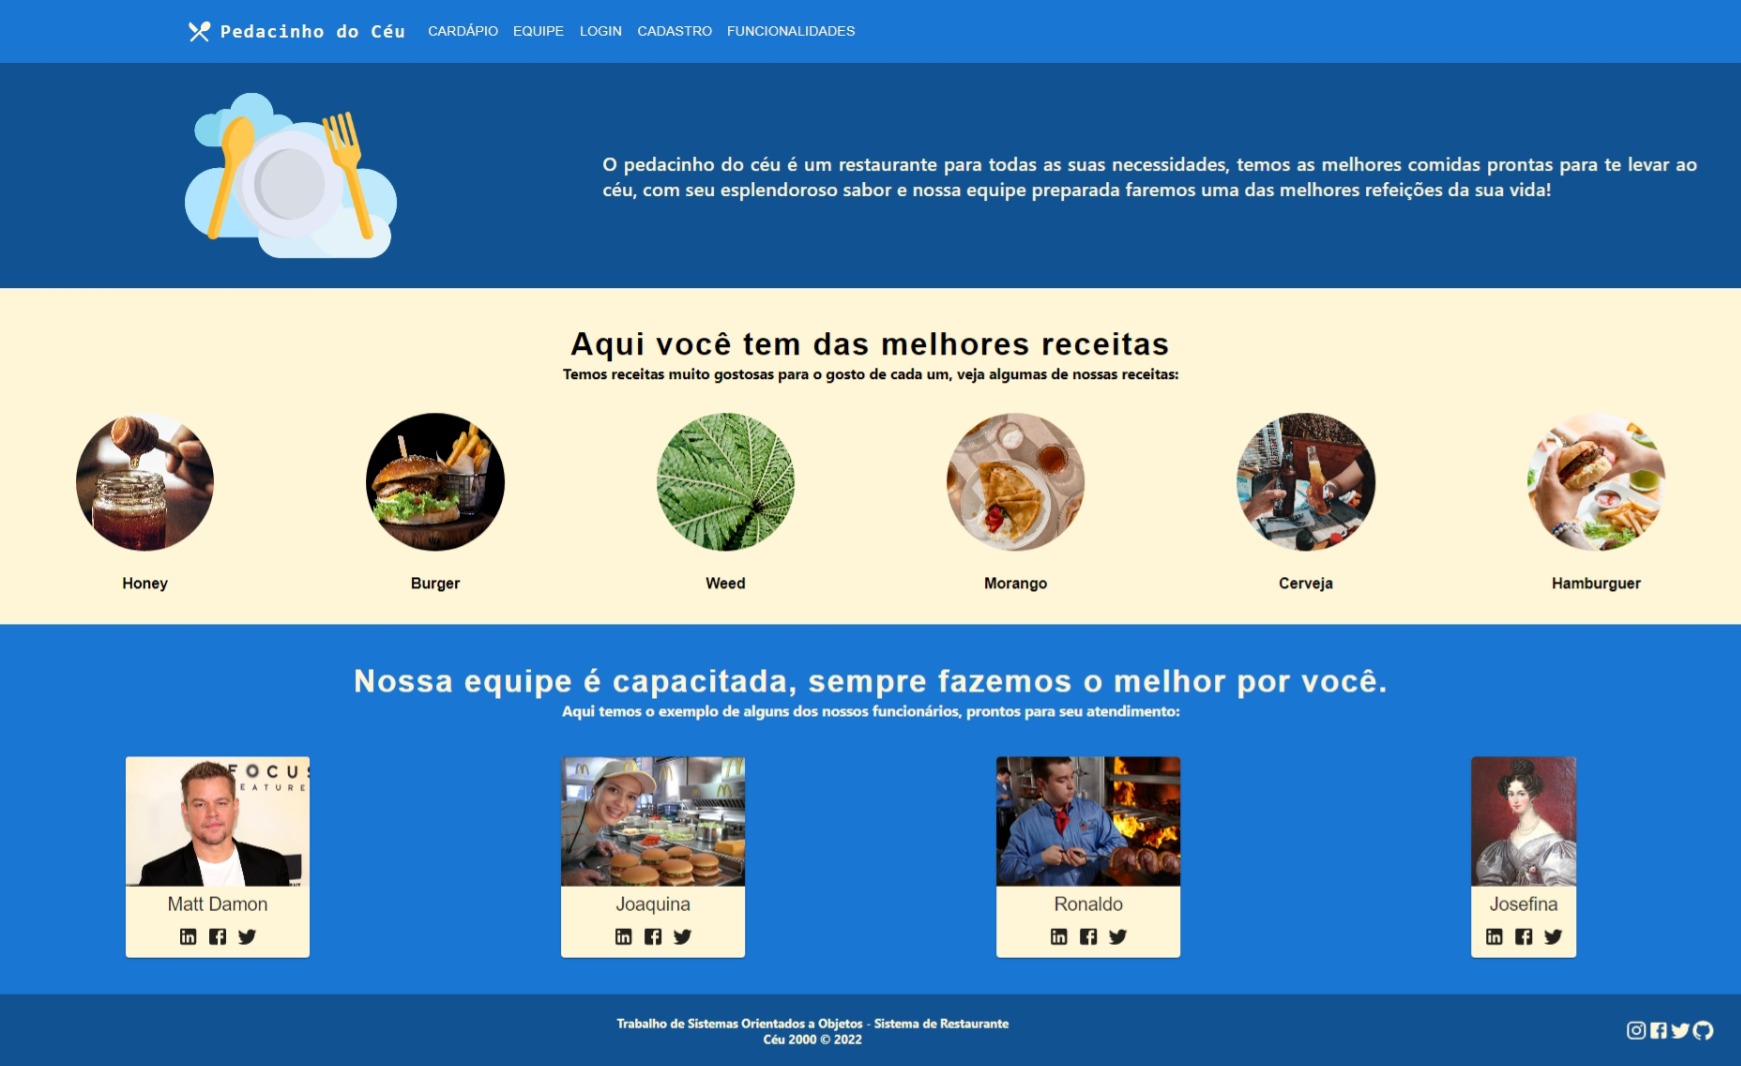 Pedacinho do Céu CARDÁPIO EQUIPE LOGIN CADASTRO FUNCIONALIDADES
O pedacinho do céu é um restaurante para todas as suas necessidades, temos as melhores comidas prontas para te levar ao
céu, com seu esplendoroso sabor e nossa equipe preparada faremos uma das melhores refeições da sua vida!
Aqui você tem das melhores receitas
Temos receitas muito gostosas para o gosto de cada um, veja algumas de nossas receitas:
Honey Burger Weed Morango Cerveja Hamburguer
Nossa equipe é capacitada, sempre fazemos o melhor por você.
Aqui temos o exemplo de alguns dos nossos funcionários, prontos para seu atendimento:
FOCUS
EATURE
Matt Damon Joaquina Ronaldo Josefina
Trabalho de Sistemas Orientados a Objetos - Sistema de Restaurante
Céu 2000 © 2022